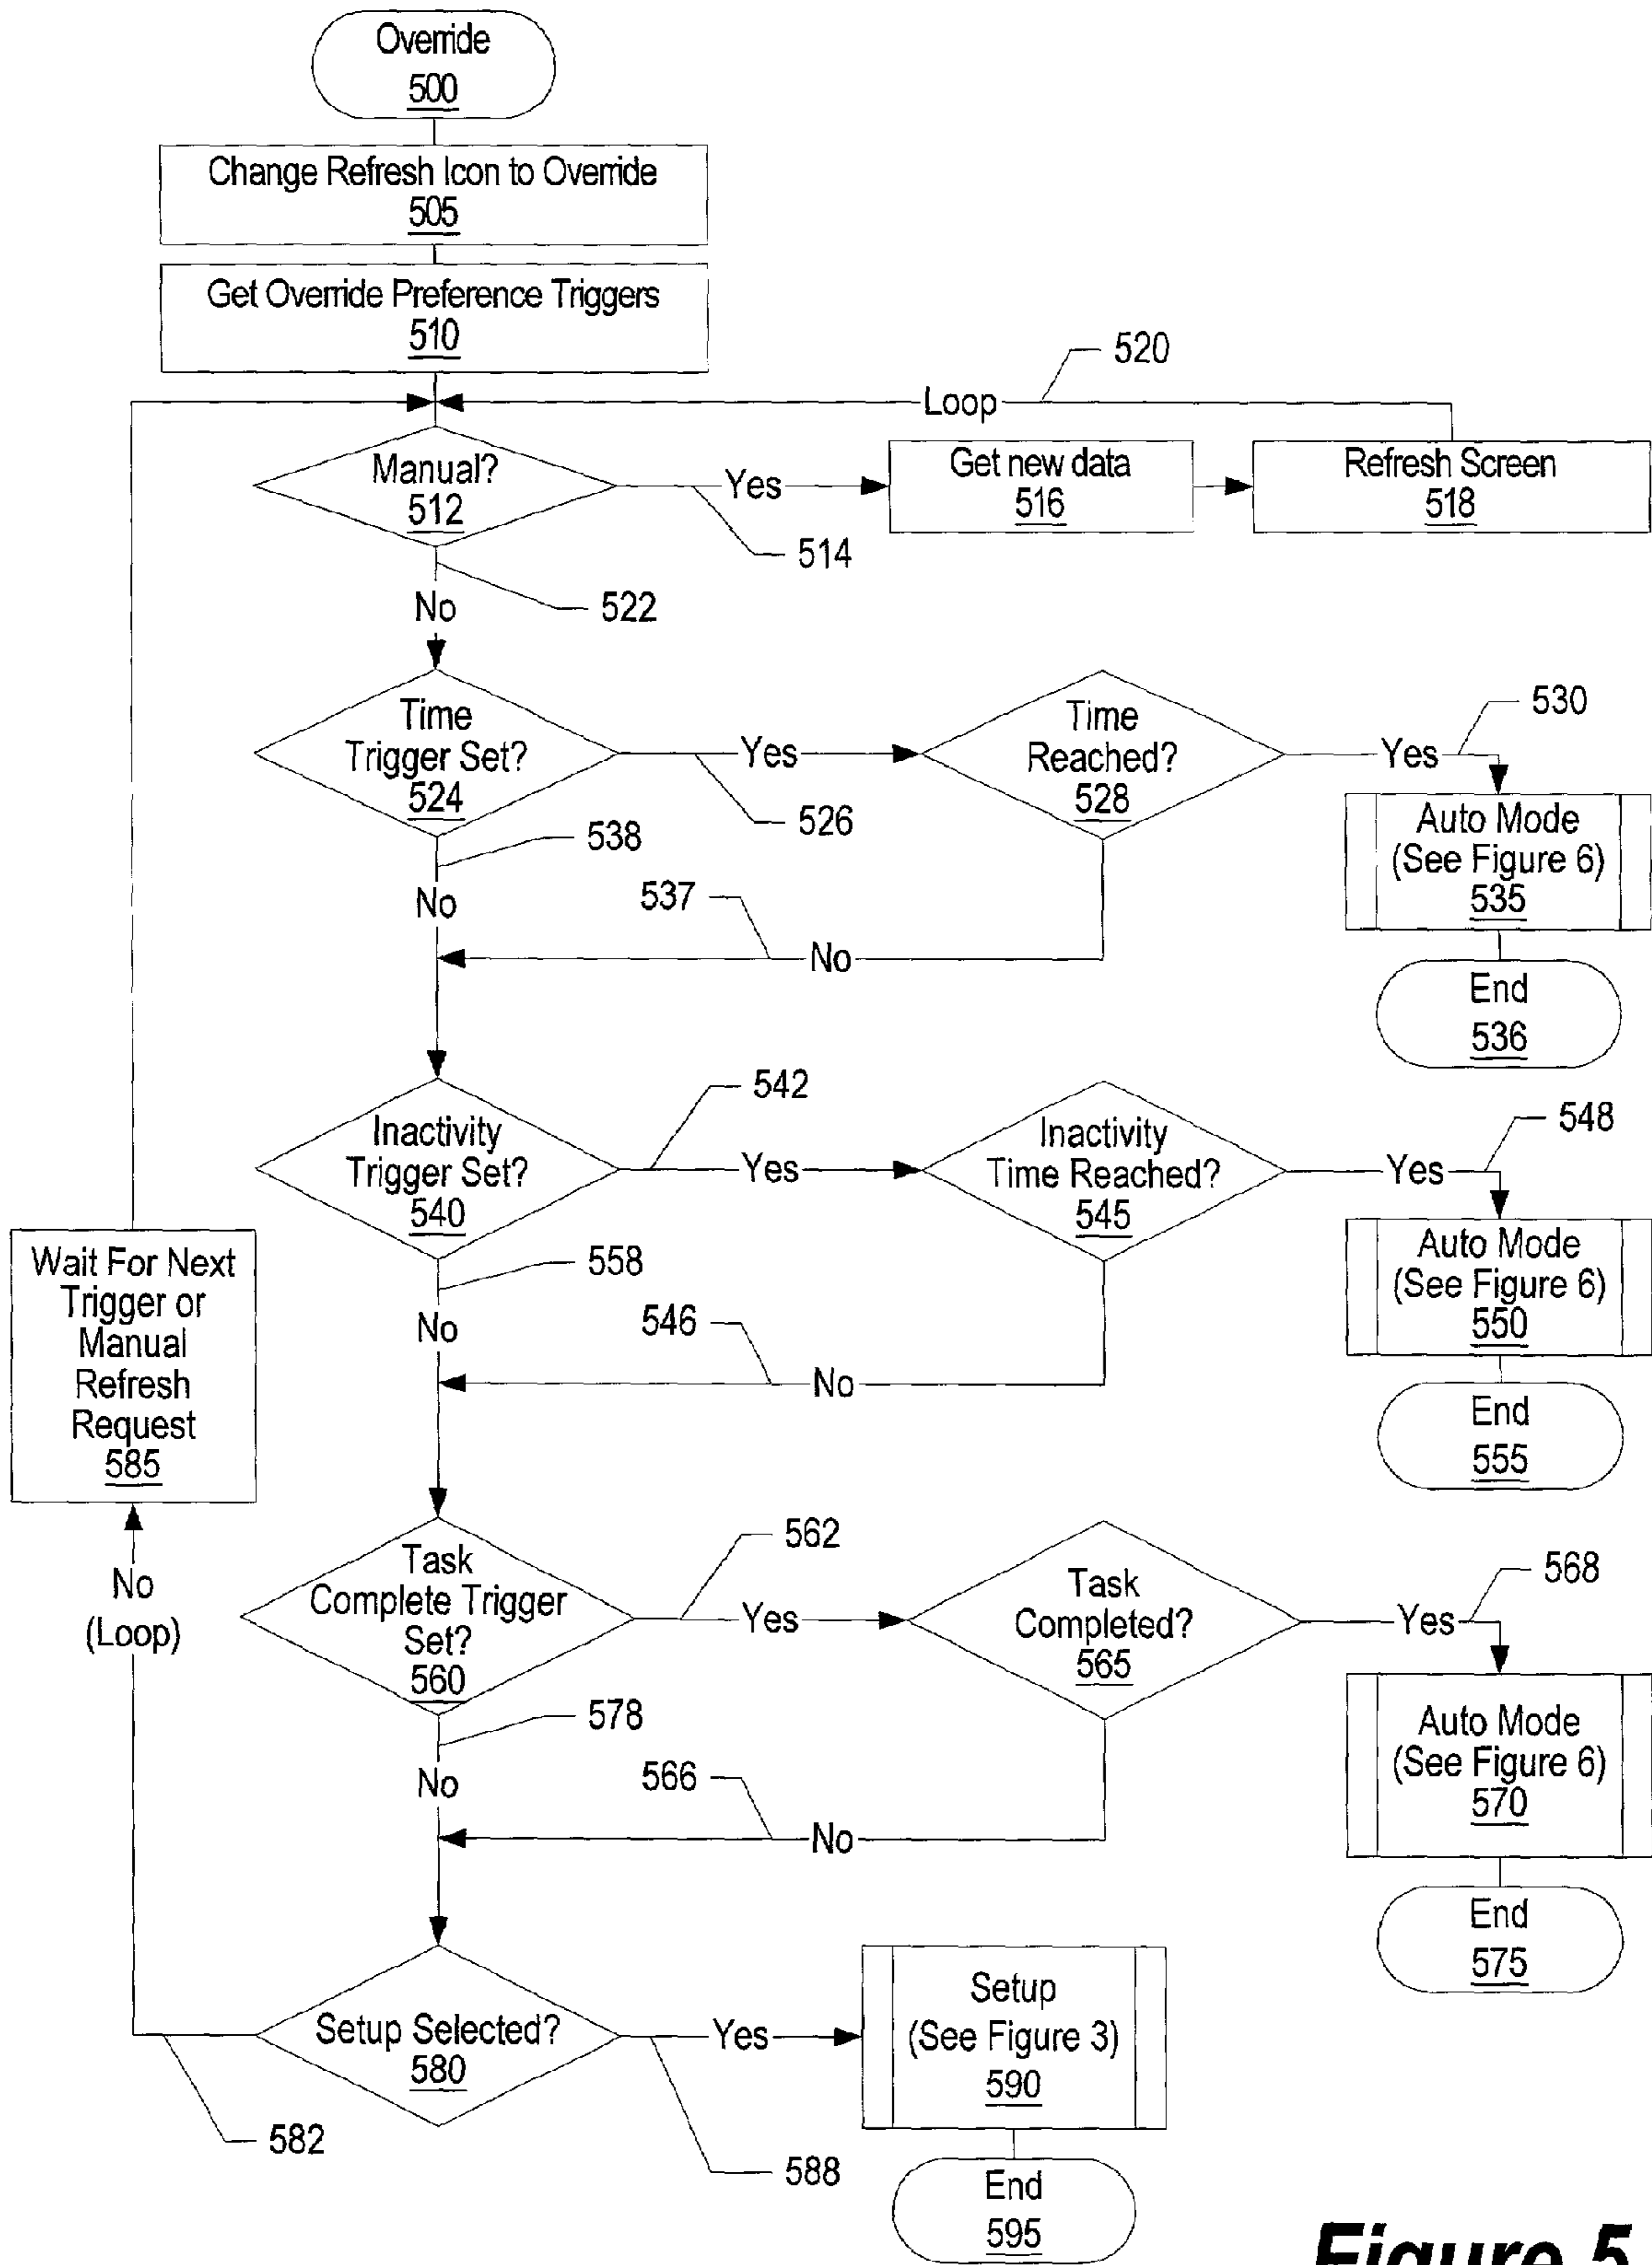 Override
500
Change Refresh Icon to Override
505
Get Override Preference Triggers
510
520
Loop
Manual?
512
Yes
514
Get new data
516
Refresh Screen
518
522
No
Time
Trigger Set?
524
Yes
526
Time
Reached?
528
530
Yes
Auto Mode
(See Figure 6)
535
End
536
538
No
537
No
Inactivity
Trigger Set?
540
542
Yes
Inactivity
Time Reached?
545
548
Yes
Auto Mode
(See Figure 6)
550
End
555
558
No
546
No
Wait For Next
Trigger or
Manual
Refresh
Request
585
No
(Loop)
Task
Complete Trigger
Set?
560
562
Yes
Task
Completed?
565
568
Yes
Auto Mode
(See Figure 6)
570
End
575
578
No
566
No
Setup Selected?
580
582
Yes
588
Setup
(See Figure 3)
590
End
595
Figure 5